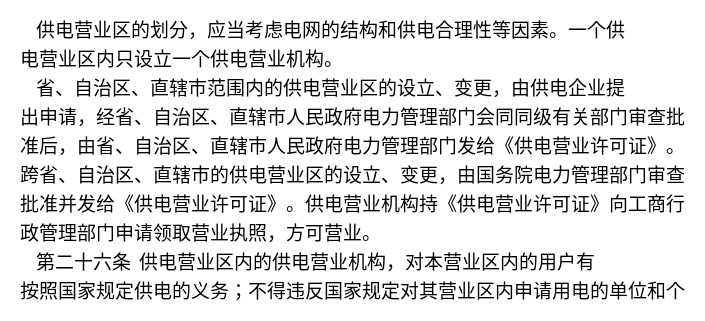 供电营业区的划分，应当考虑电网的结构和供电合理性等因素。一个供
电营业区内只设立一个供电营业机构。
省、自治区、直辖市范围内的供电营业区的设立、变更，由供电企业提
出申请，经省、自治区、直辖市人民政府电力管理部门会同同级有关部门审查批
准后，由省、自治区、直辖市人民政府电力管理部门发给《供电营业许可证》。
跨省、自治区、直辖市的供电营业区的设立、变更，由国务院电力管理部门审查
批准并发给《供电营业许可证》。供电营业机构持《供电营业许可证》向工商行
政管理部门申请领取营业执照，方可营业。
第二十六条 供电营业区内的供电营业机构，对本营业区内的用户有
按照国家规定供电的义务；不得违反国家规定对其营业区内申请用电的单位和个